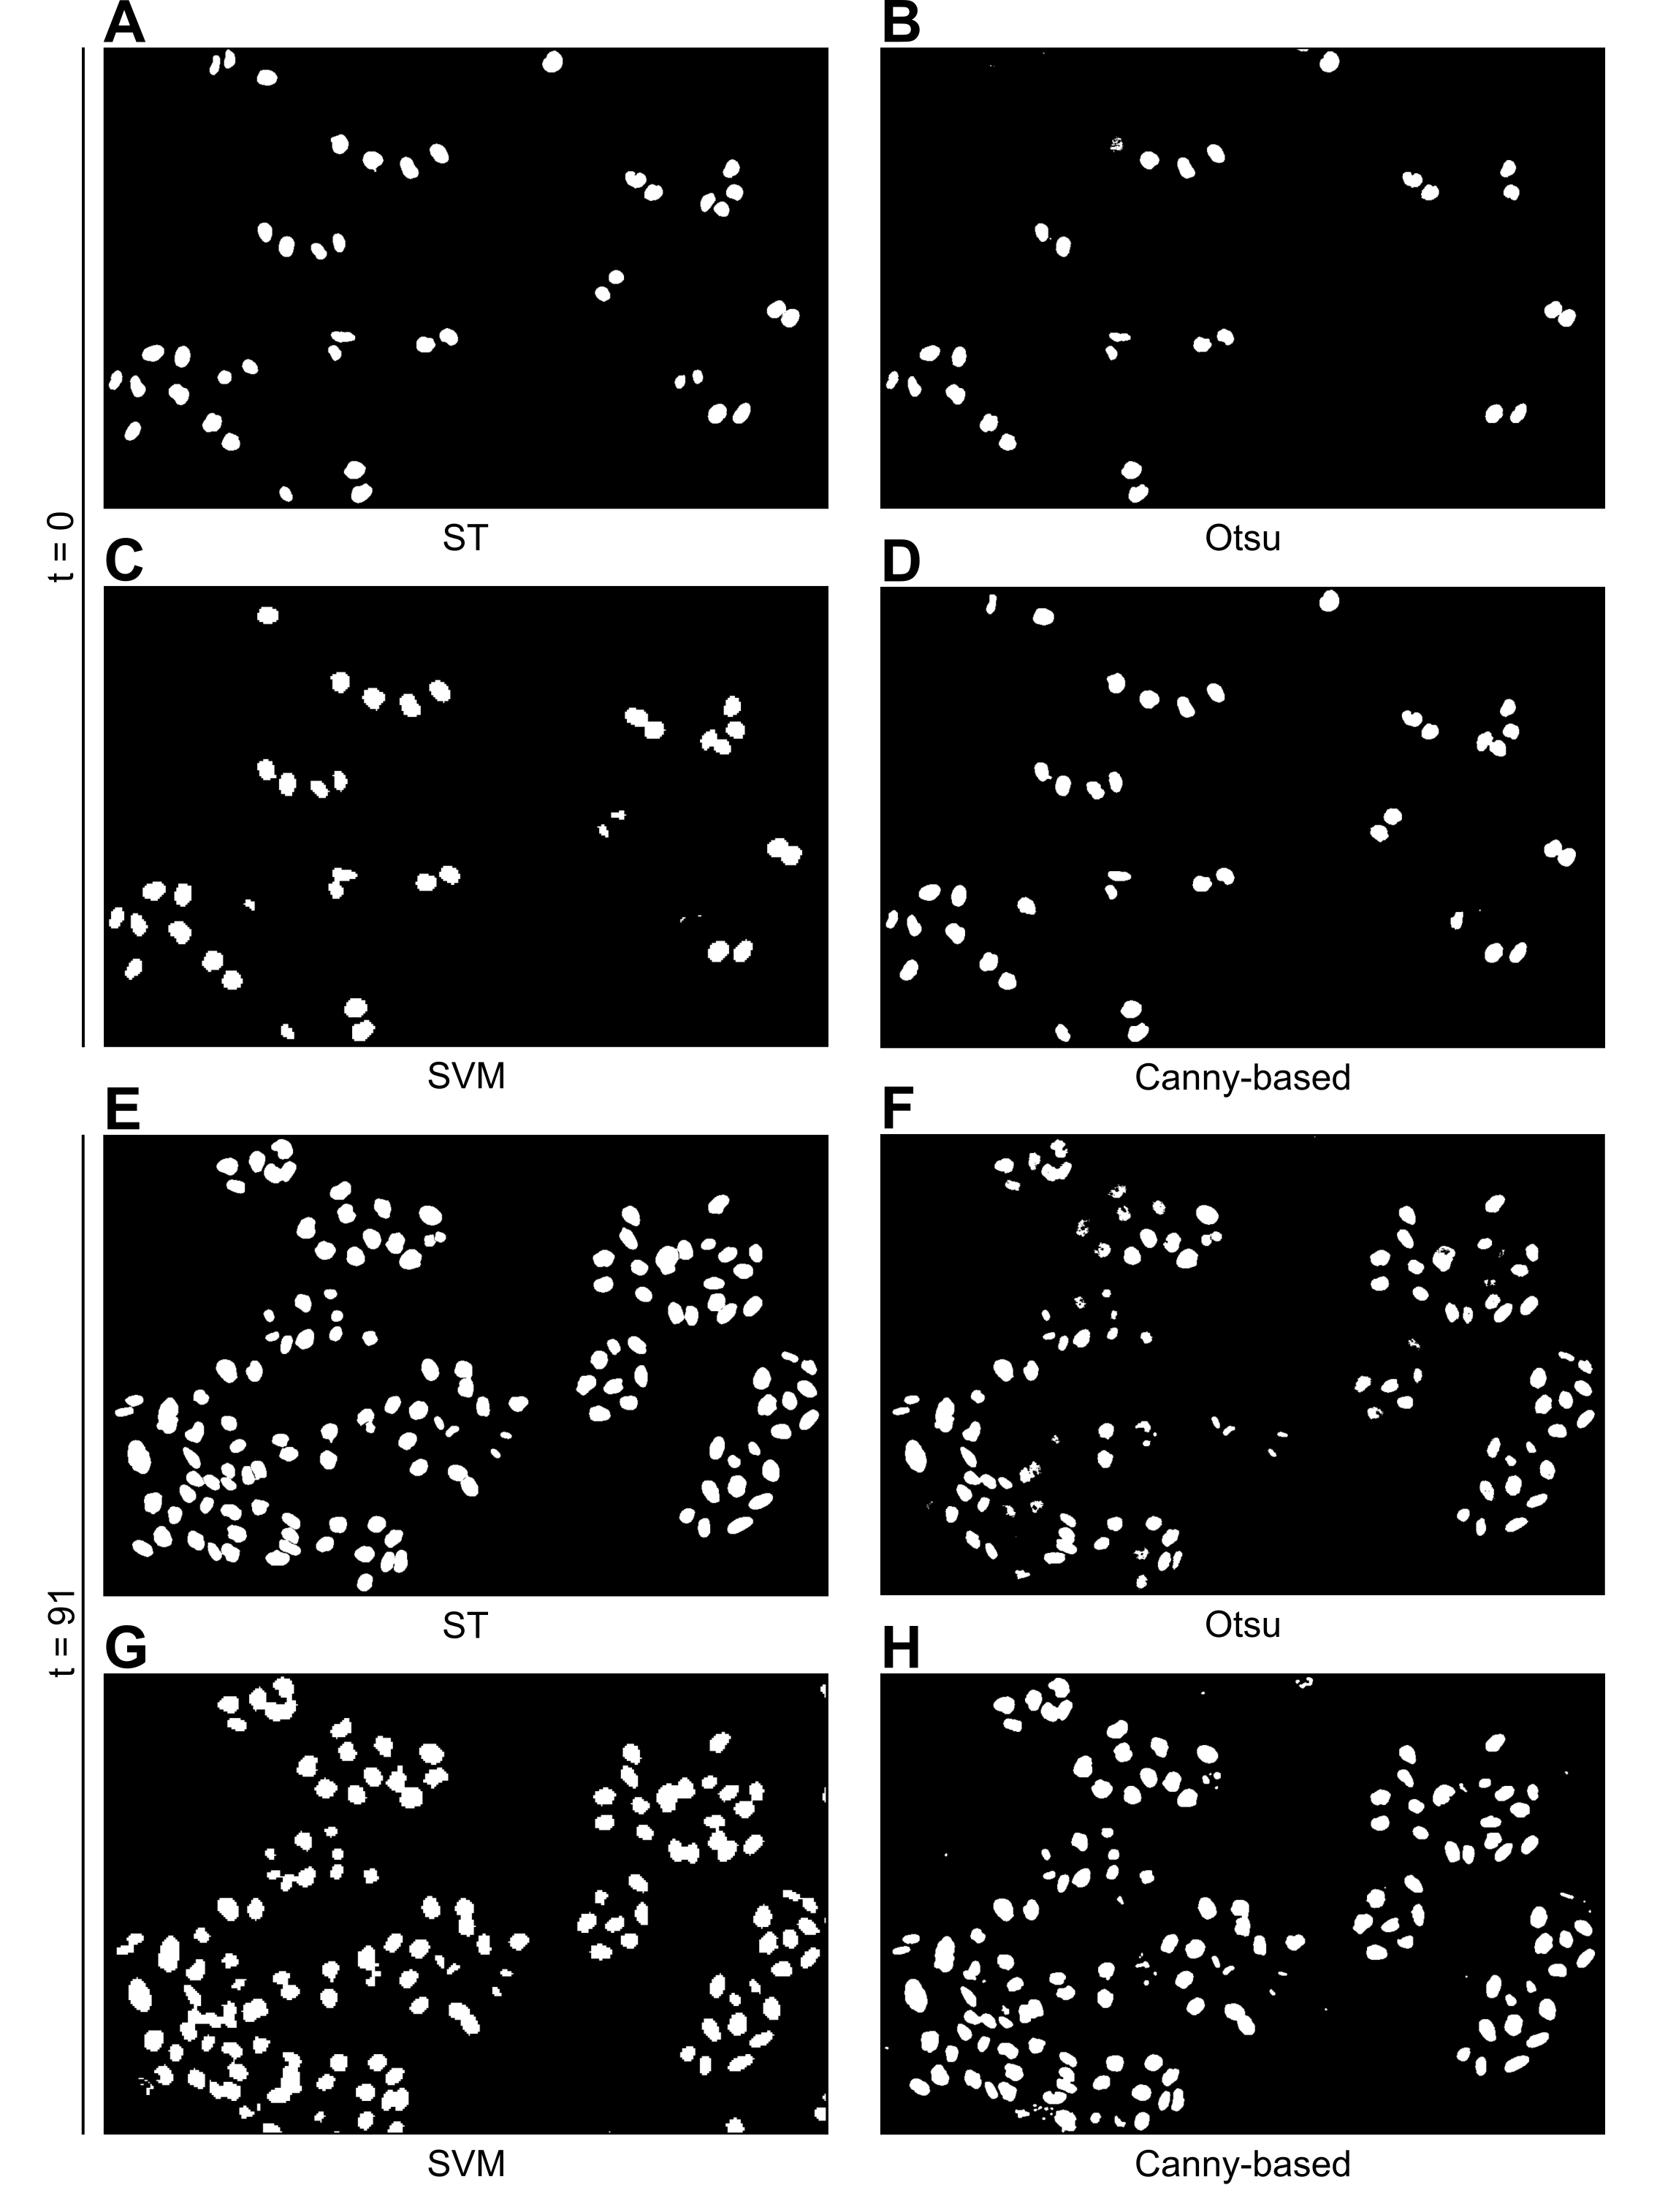 A
B
t = 0
ST
Otsu
C
D
SVM
Canny-based
E
F
t = 91
ST
Otsu
G
H
SVM
Canny-based